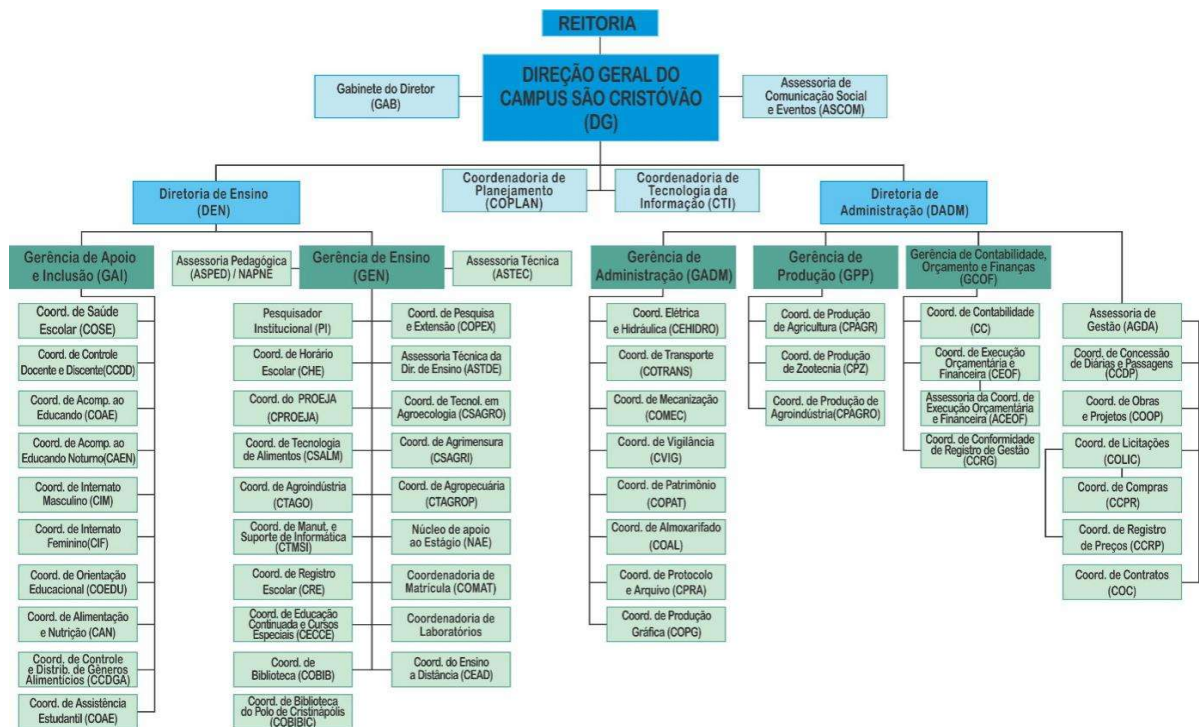 REITORIA
DIREÇÃO GERAL DO
CAMPUS SÃO CRISTÓVÃO
(DG)
Gabinete do Diretor
(GAB)
Assessoria de
Comunicação Social
e Eventos (ASCOM)
Diretoria de Ensino
(DEN)
Coordenadoria de
Planejamento
(COPLAN)
Coordenadoria de
Tecnologia da
Informação (CTI)
Diretoria de
Administração (DADM)
Gerência de Apoio
e Inclusão (GAI)
Assessoria Pedagógica
(ASPED) / NAPNE
Gerência de Ensino
(GEN)
Assessoria Técnica
(ASTEC)
Gerência de
Administração (GADM)
Gerência de
Produção (GPP)
Gerência de Contabilidade,
Orçamento e Finanças
(GCOF)
Coord. de Saúde
Escolar (COSE)
Coord. de Controle
Docente e Discente(CCDD)
Coord. de Acomp. ao
Educando (COAE)
Coord. de Acomp. ao
Educando Noturno(CAEN)
Coord. de Internato
Masculino (CIM)
Coord. de Internato
Feminino(CIF)
Coord. de Orientação
Educacional (COEDU)
Coord. de Alimentação
e Nutrição (CAN)
Coord. de Controle
e Distrib. de Gêneros
Alimentícios (CCDGA)
Coord. de Assistência
Estudantil (COAE)
Pesquisador
Institucional (PI)
Coord. de Horário
Escolar (CHE)
Coord. do PROEJA
(CPROEJA)
Coord. de Tecnologia
de Alimentos (CSALM)
Coord. de Agroindústria
(CTAGO)
Coord. de Manut. e
Suporte de Informática
(CTMSI)
Coord. de Registro
Escolar (CRE)
Coord. de Educação
Continuada e Cursos
Especiais (CECCE)
Coord. de
Biblioteca (COBIB)
Coord. de Biblioteca
do Polo de Cristinápolis
(COBIBIC)
Coord. de Pesquisa
e Extensão (COPEX)
Assessoria Técnica da
Dir. de Ensino (ASTDE)
Coord. de Tecnol. em
Agroecologia (CSAGRO)
Coord. de Agrimensura
(CSAGRI)
Coord. de Agropecuária
(CTAGROP)
Núcleo de apoio
ao Estágio (NAE)
Coordenadoria de
Matricula (COMAT)
Coordenadoria de
Laboratórios
Coord. do Ensino
a Distância (CEAD)
Coord. Elétrica
e Hidráulica (CEHIDRO)
Coord. de Transporte
(COTRANS)
Coord. de Mecanização
(COMEC)
Coord. de Vigilância
(CVIG)
Coord. de Patrimônio
(COPAT)
Coord. de Almoxarifado
(COAL)
Coord. de Protocolo
e Arquivo (CPRA)
Coord. de Produção
Gráfica (COPG)
Coord. de Produção
de Agricultura (CPAGR)
Coord. de Produção
de Zootecnia (CPZ)
Coord. de Produção de
Agroindústria(CPAGRO)
Coord. de Contabilidade
(CC)
Coord. de Execução
Orçamentária e
Financeira (CEOF)
Assessoria da Coord. de
Execução Orçamentária
e Financeira (ACEOF)
Coord. de Conformidade
de Registro de Gestão
(CCRG)
Assessoria de
Gestão (AGDA)
Coord. de Concessão
de Diárias e Passagens
(CCDP)
Coord. de Obras
e Projetos (COOP)
Coord. de Licitações
(COLIC)
Coord. de Compras
(CCPR)
Coord. de Registro
de Preços (CCRP)
Coord. de Contratos
(COC)